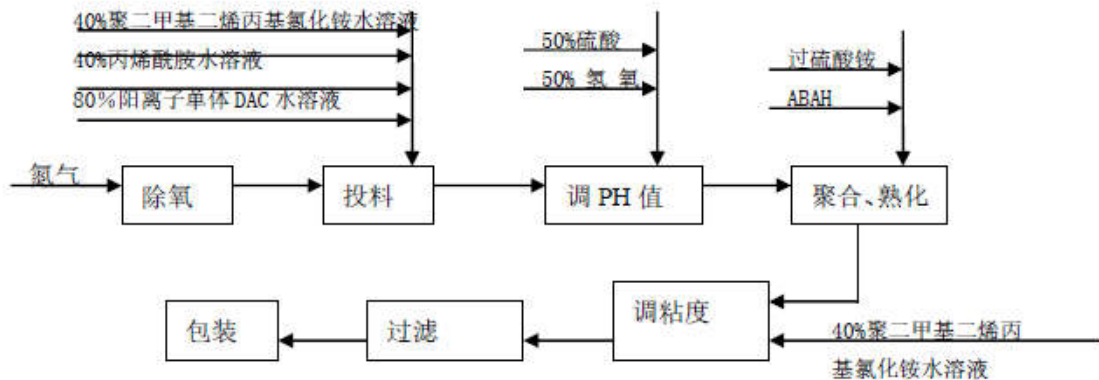 40%聚二甲基二烯丙基氯化铵水溶液
40%丙烯酰胺水溶液
80%阳离子单体DAC水溶液
50%硫酸
50% 氢 氧
过硫酸铵
ABAH
氮气
除氧
投料
调PH值
聚合、熟化
包装
过滤
调粘度
40%聚二甲基二烯丙
基氯化铵水溶液